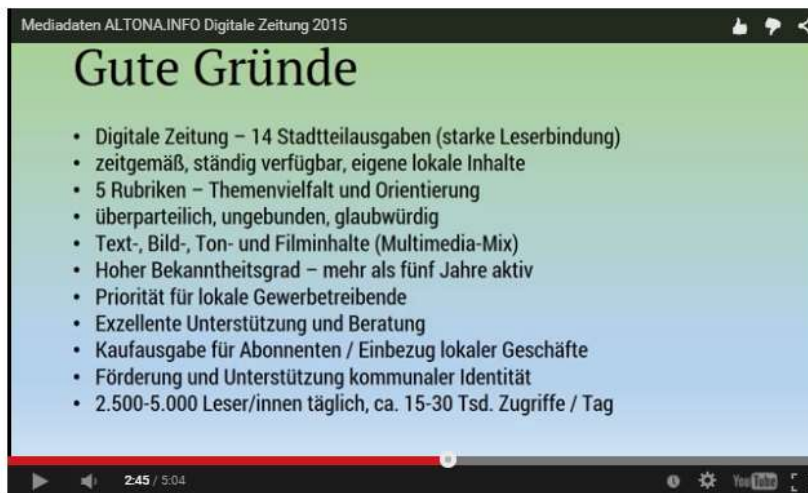 Mediadaten ALTONA.INFO Digitale Zeitung 2015
Gute Gründe
• Digitale Zeitung – 14 Stadtteilausgaben (starke Leserbindung)
• zeitgemäß, ständig verfügbar, eigene lokale Inhalte
• 5 Rubriken – Themenvielfalt und Orientierung
• überparteilich, ungebunden, glaubwürdig
• Text-, Bild-, Ton- und Filminhalte (Multimedia-Mix)
• Hoher Bekanntheitsgrad – mehr als fünf Jahre aktiv
• Priorität für lokale Gewerbetreibende
• Exzellente Unterstützung und Beratung
• Kaufausgabe für Abonnenten / Einbezug lokaler Geschäfte
• Förderung und Unterstützung kommunaler Identität
• 2.500-5.000 Leser/innen täglich, ca. 15-30 Tsd. Zugriffe / Tag
2:45 / 5:04 YouTube